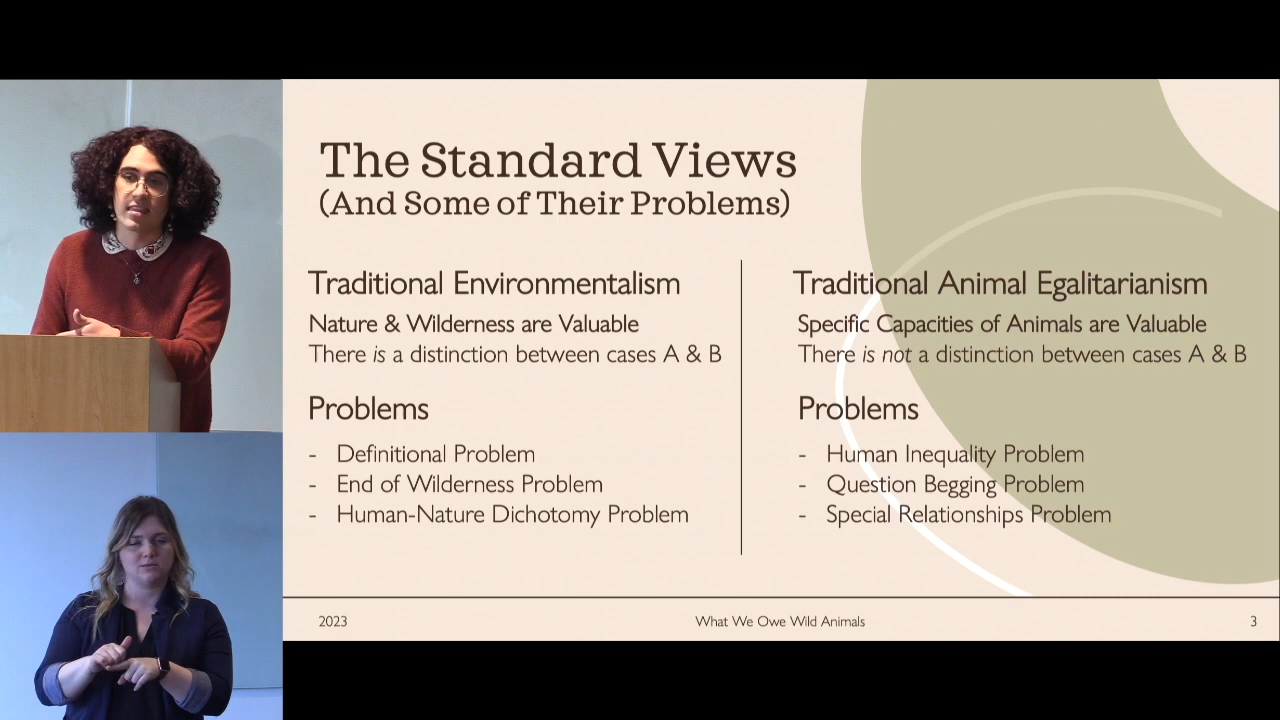 The Standard Views
(And Some of Their Problems)
Traditional Environmentalism
Nature & Wilderness are Valuable
There is a distinction between cases A & B
Problems
- Definitional Problem
- End of Wilderness Problem
- Human-Nature Dichotomy Problem
Traditional Animal Egalitarianism
Specific Capacities of Animals are Valuable
There is not a distinction between cases A & B
Problems
- Human Inequality Problem
- Question Begging Problem
- Special Relationships Problem
2023
What We Owe Wild Animals
3